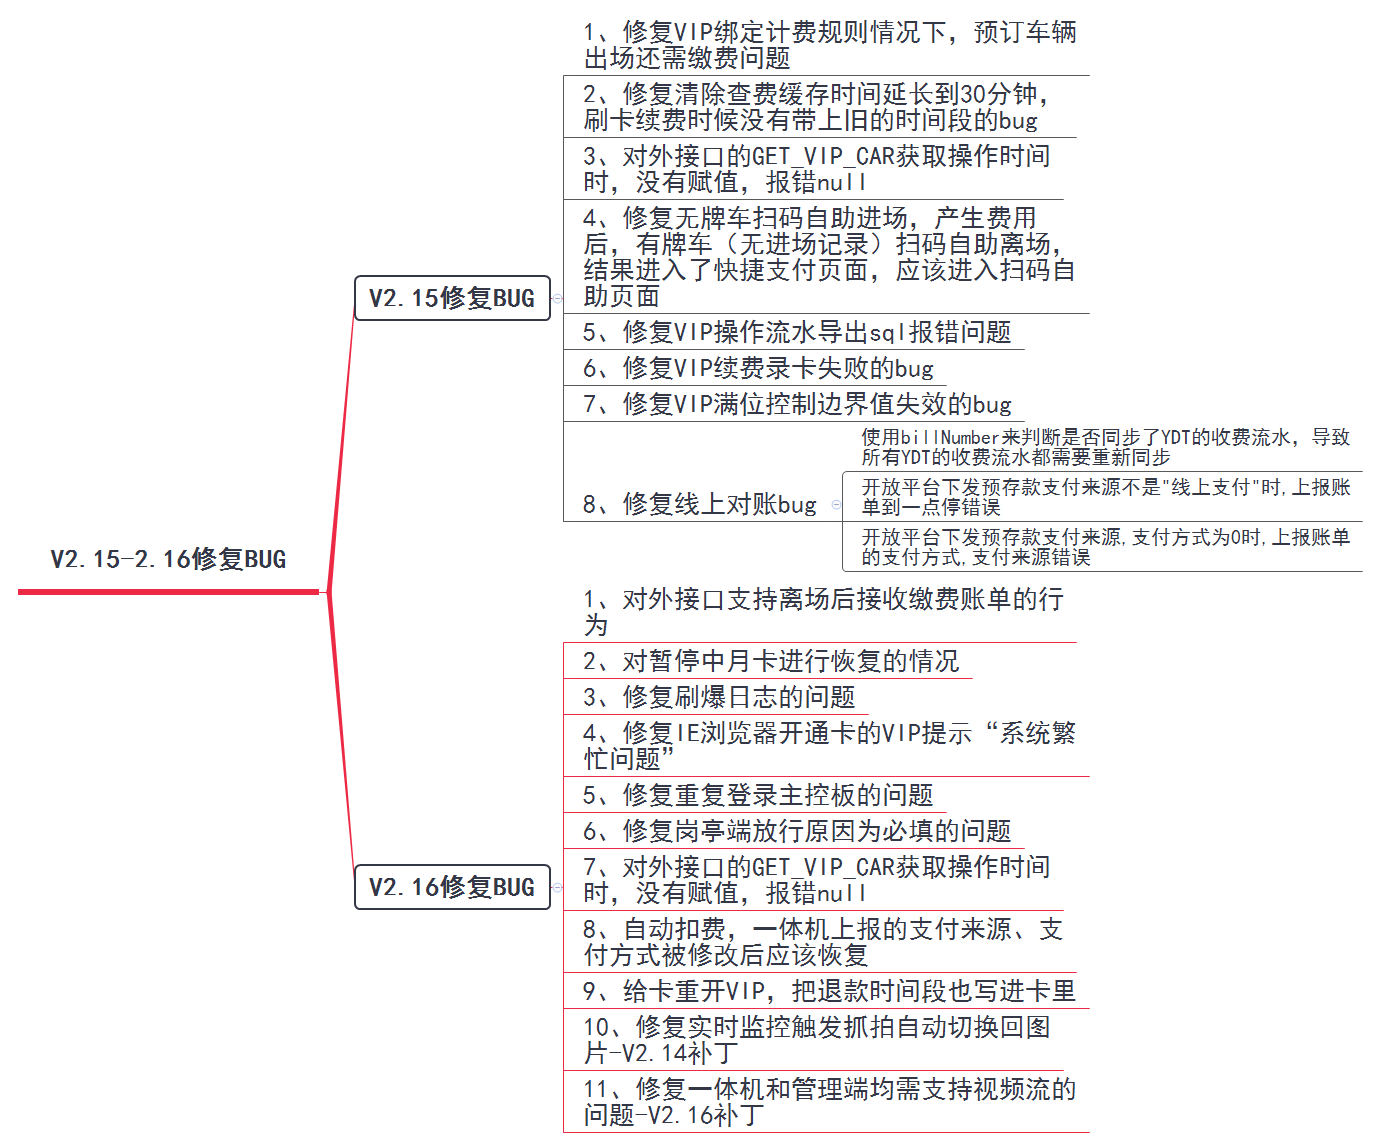 V2.15-2.16修复BUG
V2.15修复BUG
1、修复VIP绑定计费规则情况下，预订车辆
出场还需缴费问题
2、修复清除查费缓存时间延长到30分钟，
刷卡续费时候没有带上旧的时间段的bug
3、对外接口的GET_VIP_CAR获取操作时间
时，没有赋值，报错null
4、修复无牌车扫码自助进场，产生费用
后，有牌车（无进场记录）扫码自助离场，
结果进入了快捷支付页面，应该进入扫码自
助页面
5、修复VIP操作流水导出sql报错问题
6、修复VIP续费录卡失败的bug
7、修复VIP满位控制边界值失效的bug
8、修复线上对账bug
使用billNumber来判断是否同步了YDT的收费流水，导致
所有YDT的收费流水都需要重新同步
开放平台下发预存款支付来源不是"线上支付"时,上报账
单到一点停错误
开放平台下发预存款支付来源,支付方式为0时,上报账单
的支付方式,支付来源错误
V2.16修复BUG
1、对外接口支持离场后接收缴费账单的行
为
2、对暂停中月卡进行恢复的情况
3、修复刷爆日志的问题
4、修复IE浏览器开通卡的VIP提示“系统繁
忙问题”
5、修复重复登录主控板的问题
6、修复岗亭端放行原因为必填的问题
7、对外接口的GET_VIP_CAR获取操作时间
时，没有赋值，报错null
8、自动扣费，一体机上报的支付来源、支
付方式被修改后应该恢复
9、给卡重开VIP，把退款时间段也写进卡里
10、修复实时监控触发抓拍自动切换回图
片-V2.14补丁
11、修复一体机和管理端均需支持视频流的
问题-V2.16补丁